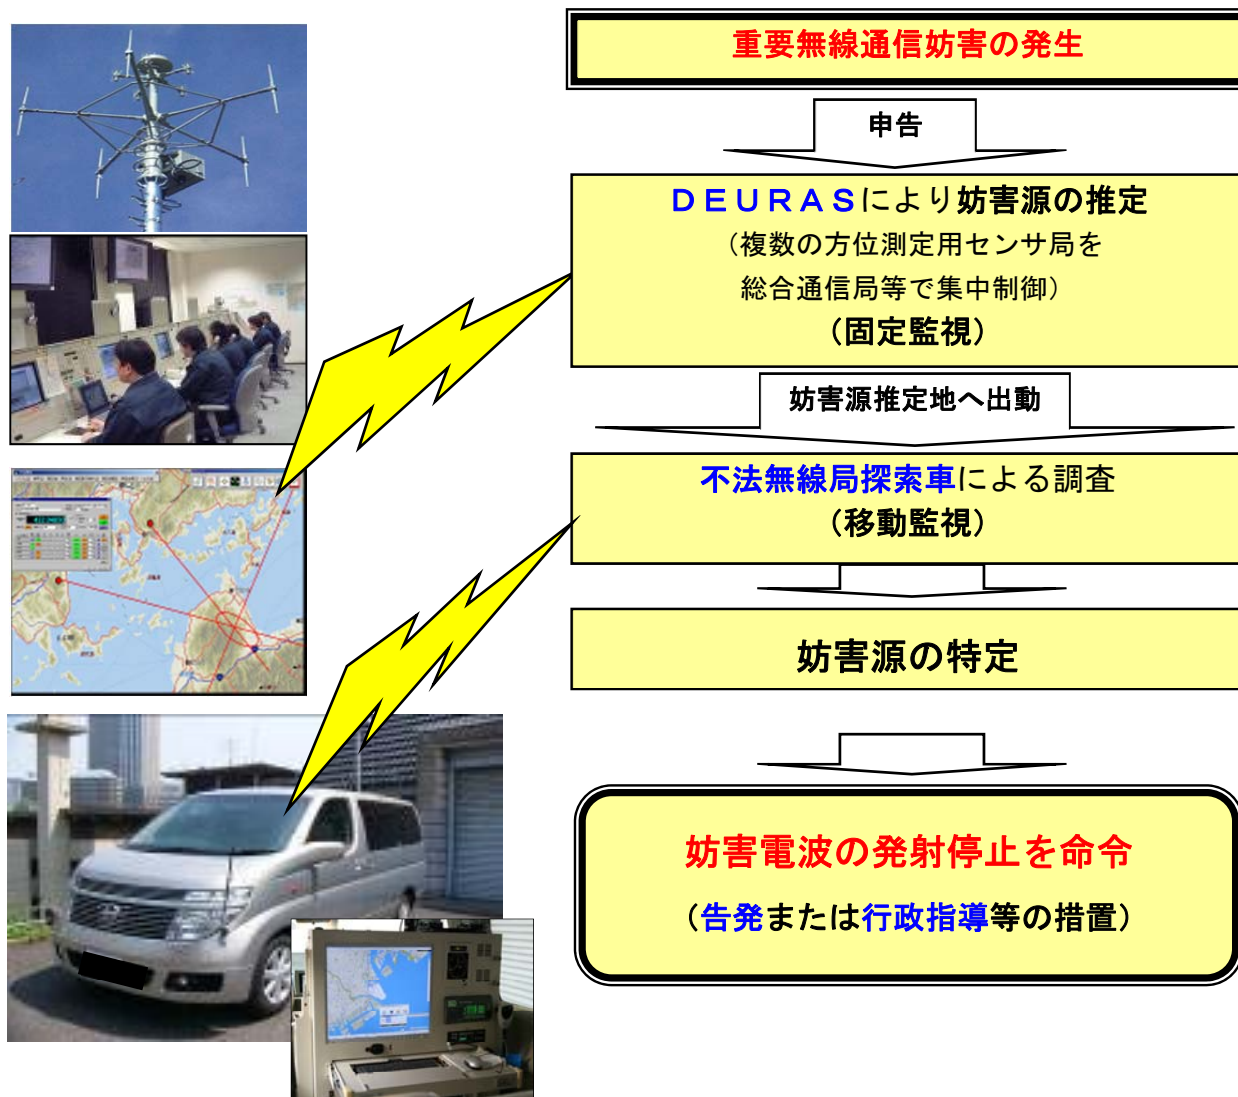 重要無線通信妨害の発生
申告
ＤＥＵＲＡＳにより妨害源の推定
（複数の方位測定用センサ局を
総合通信局等で集中制御）
（固定監視）
妨害源推定地へ出動
不法無線局探索車による調査
（移動監視）
妨害源の特定
妨害電波の発射停止を命令
（告発または行政指導等の措置）